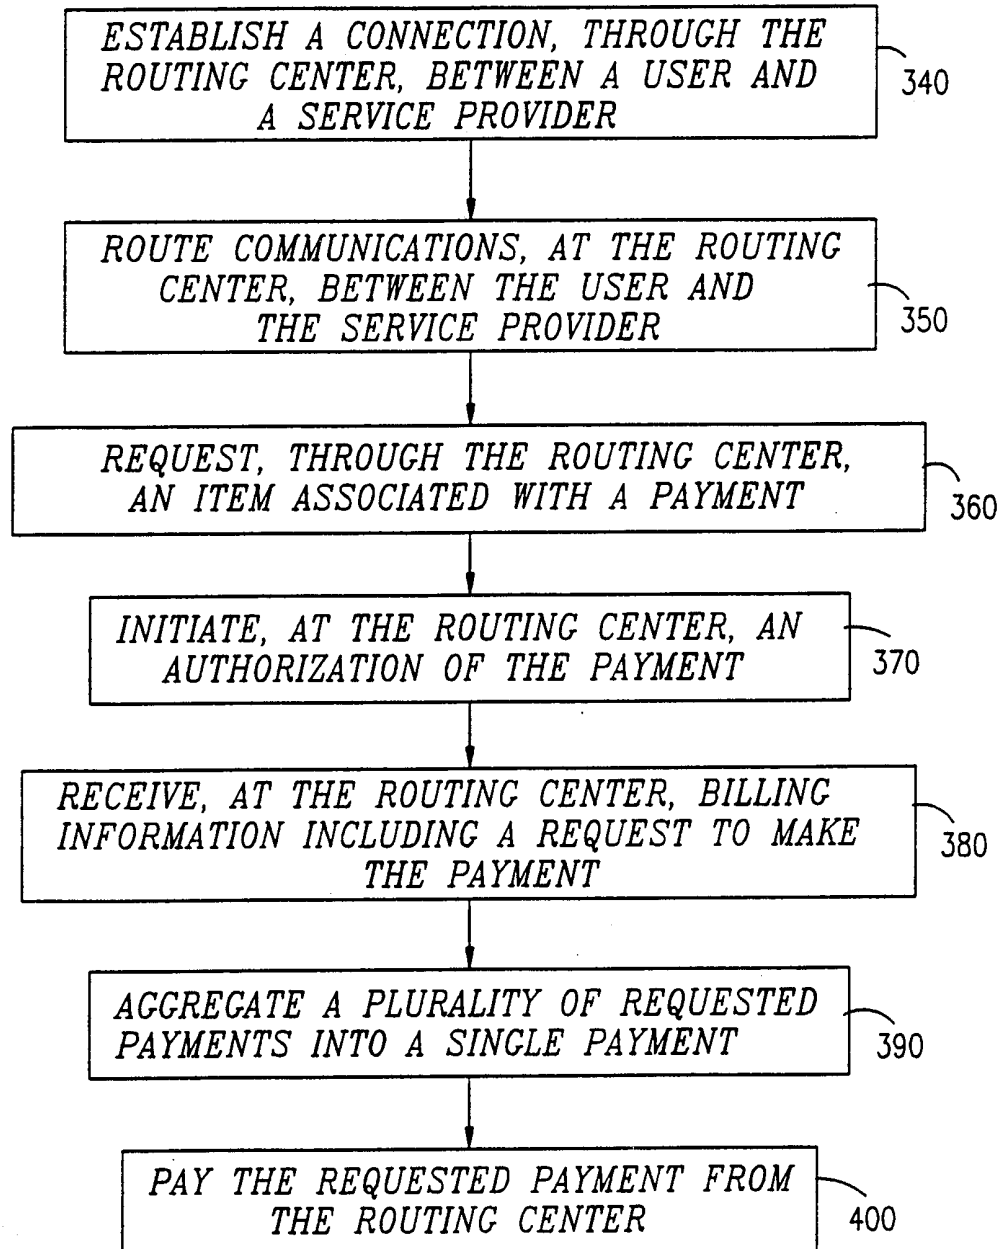 ESTABLISH A CONNECTION, THROUGH THE
ROUTING CENTER, BETWEEN A USER AND
A SERVICE PROVIDER
340
ROUTE COMMUNICATIONS, AT THE ROUTING
CENTER, BETWEEN THE USER AND
THE SERVICE PROVIDER
350
REQUEST, THROUGH THE ROUTING CENTER,
AN ITEM ASSOCIATED WITH A PAYMENT
360
INITIATE, AT THE ROUTING CENTER, AN
AUTHORIZATION OF THE PAYMENT
370
RECEIVE, AT THE ROUTING CENTER, BILLING
INFORMATION INCLUDING A REQUEST TO MAKE
THE PAYMENT
380
AGGREGATE A PLURALITY OF REQUESTED
PAYMENTS INTO A SINGLE PAYMENT
390
PAY THE REQUESTED PAYMENT FROM
THE ROUTING CENTER
400